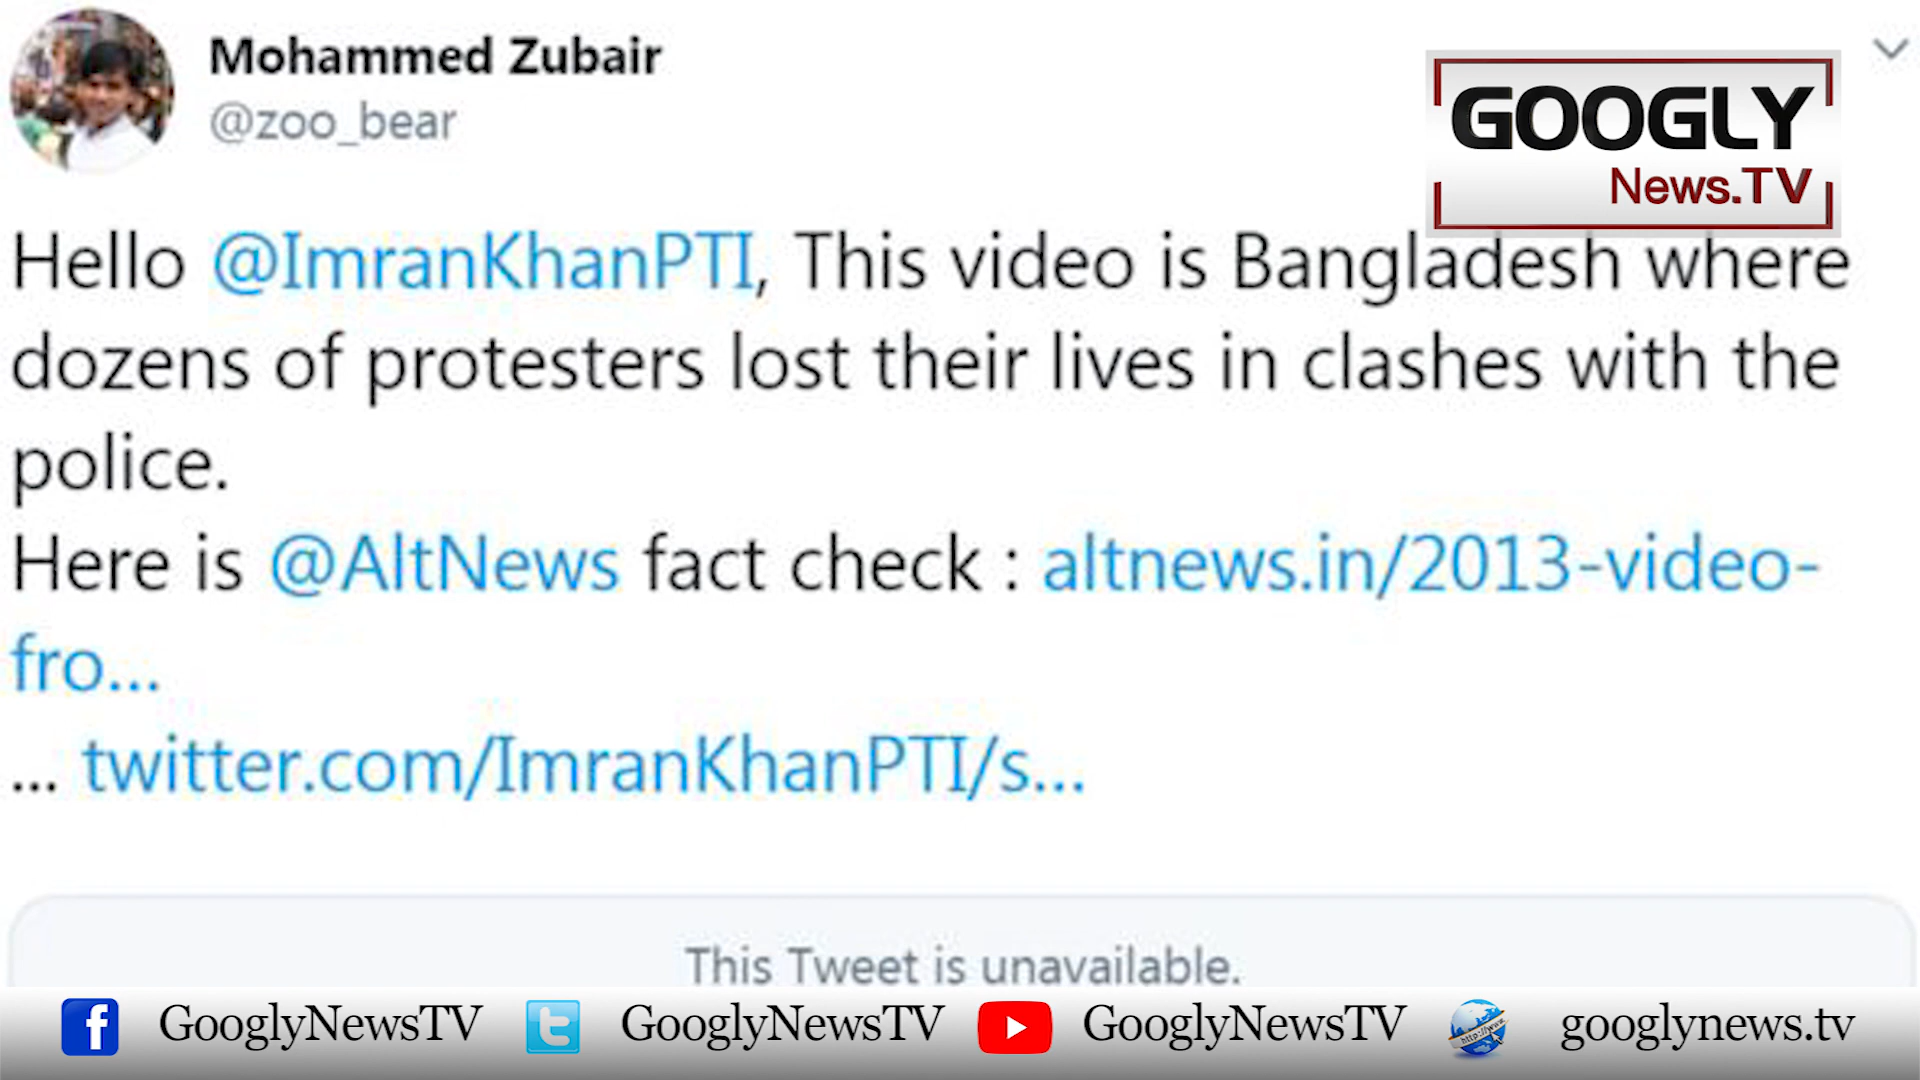 Mohammed Zubair
@zoo_bear
GOOGLY
News.TV
Hello @ImranKhanPTI, This video is Bangladesh where
dozens of protesters lost their lives in clashes with the
police.
Here is @AltNews fact check : altnews.in/2013-video-
fro...
... twitter.com/ImranKhanPTI/s...
This Tweet is unavailable.
GooglyNewsTV GooglyNewsTV GooglyNewsTV http://www. googlynews.tv